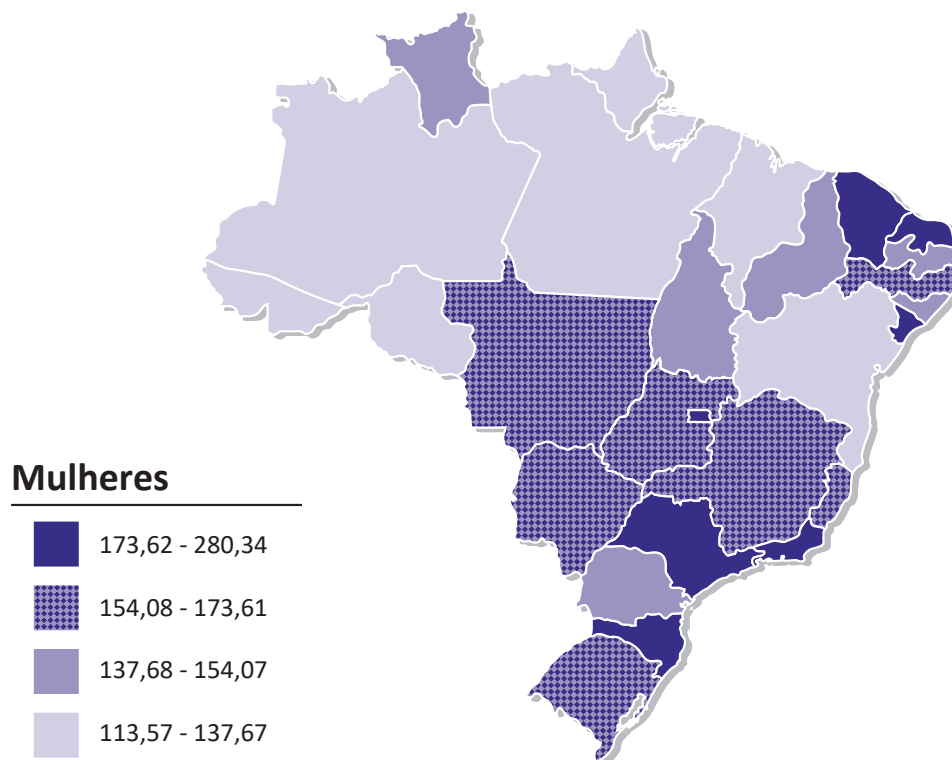 Mulheres
173,62 - 280,34
154,08 - 173,61
137,68 - 154,07
113,57 - 137,67